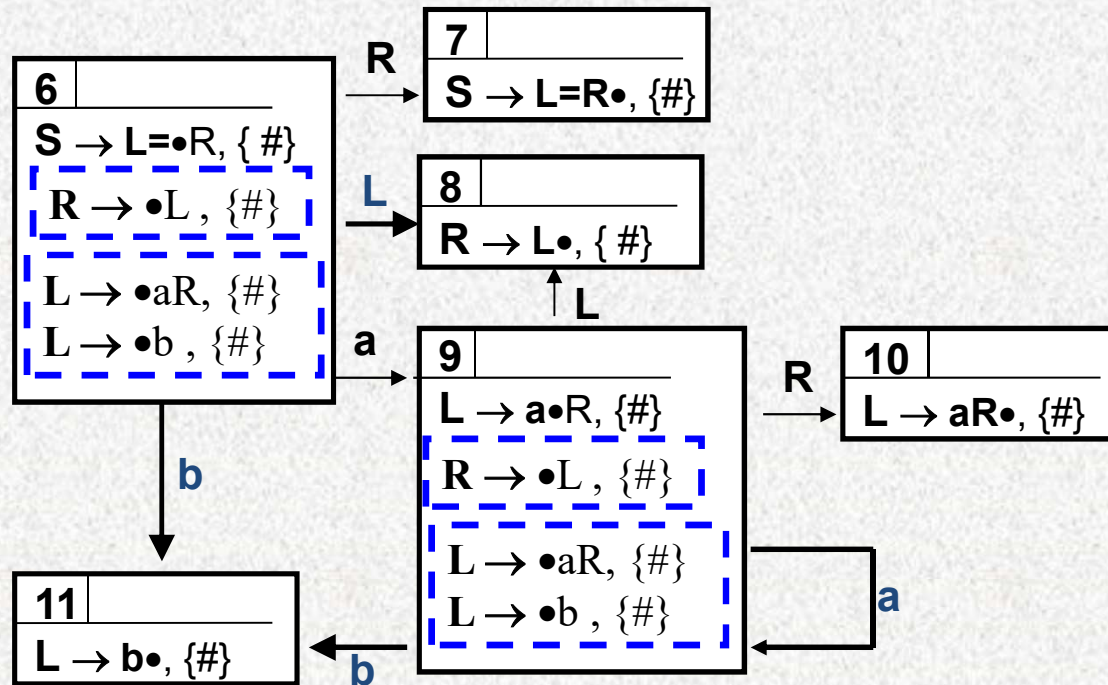 6
S → L=•R, { #}
R → •L , {#}
L → •aR, {#}
L → •b , {#}
R
7
S → L=R•, {#}
L
8
R → L•, { #}
L
a
9
L → a•R, {#}
R → •L , {#}
L → •aR, {#}
L → •b , {#}
R
10
L → aR•, {#}
a
b
11
L → b•, {#}
b